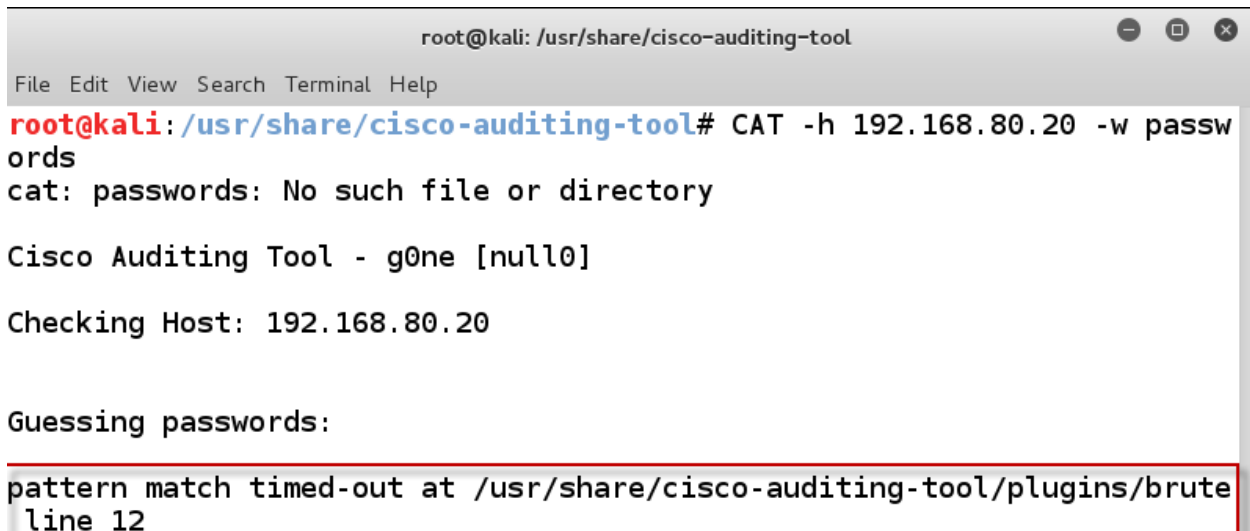 root@kali: /usr/share/cisco-auditing-tool
File Edit View Search Terminal Help
root@kali:/usr/share/cisco-auditing-tool# CAT -h 192.168.80.20 -w passw
ords
cat: passwords: No such file or directory
Cisco Auditing Tool - g0ne [null0]
Checking Host: 192.168.80.20
Guessing passwords:
pattern match timed-out at /usr/share/cisco-auditing-tool/plugins/brute
line 12